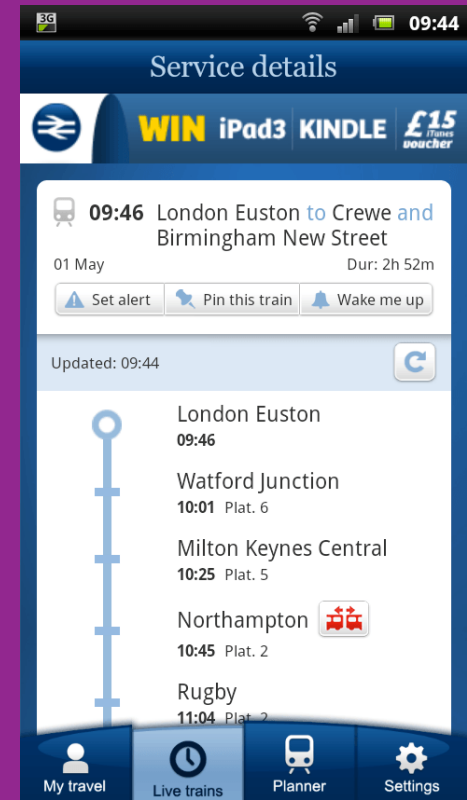 3G
09:44
Service details
WIN iPad3 KINDLE £15 iTunes voucher
09:46 London Euston to Crewe and
Birmingham New Street
01 May Dur: 2h 52m
Set alert Pin this train Wake me up
Updated: 09:44
London Euston
09:46
Watford Junction
10:01 Plat. 6
Milton Keynes Central
10:25 Plat. 5
Northampton
10:45 Plat. 2
Rugby
11:04 Plat. 2
My travel Live trains Planner Settings